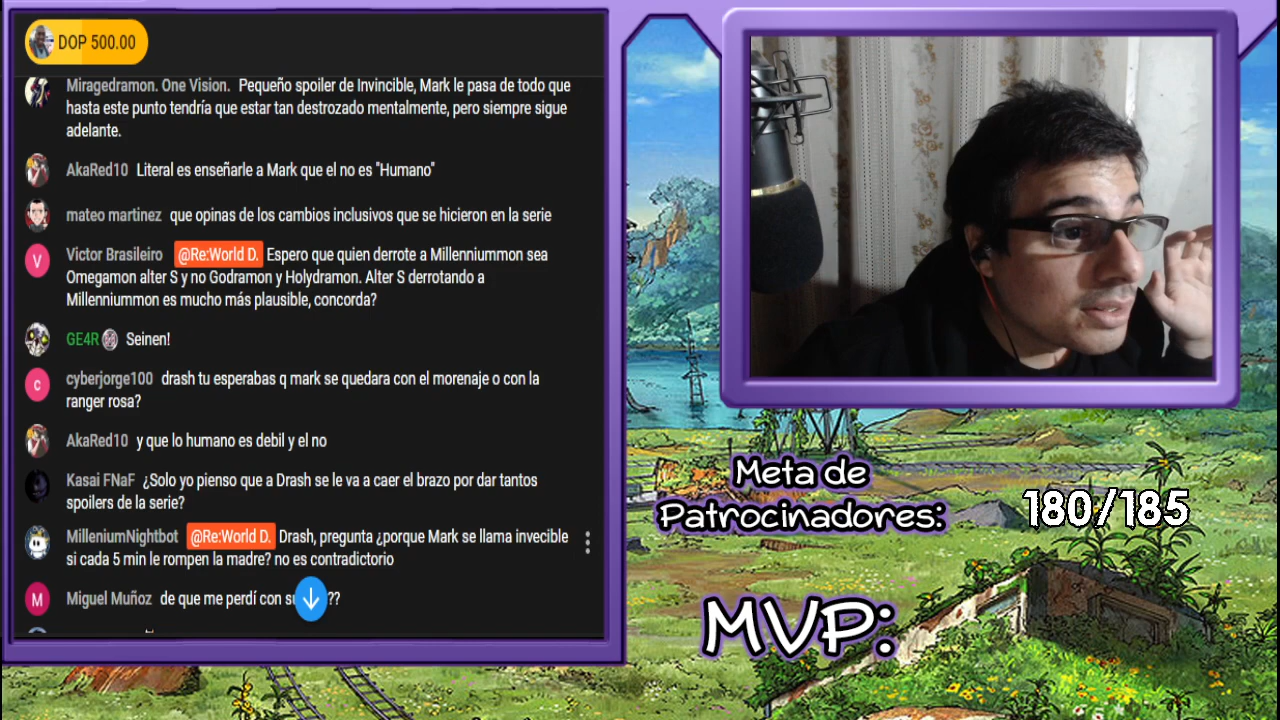 DOP 500.00
Miragedramon. One Vision. Pequeño spoiler de Invincible, Mark le pasa de todo que
hasta este punto tendría que estar tan destrozado mentalmente, pero siempre sigue
adelante.
AkaRed10 Literal es enseñarle a Mark que el no es "Humano"
mateo martinez que opinas de los cambios inclusivos que se hicieron en la serie
V
Victor Brasileiro @Re:World D. Espero que quien derrote a Millenniummon sea
Omegamon alter S y no Godramon y Holydramon. Alter S derrotando a
Millenniummon es mucho más plausible, concorda?
GE4R Seinen!
c
cyberjorge100 drash tu esperabas q mark se quedara con el morenaje o con la
ranger rosa?
AkaRed10 y que lo humano es debil y el no
Kasai FNaF ¿Solo yo pienso que a Drash se le va a caer el brazo por dar tantos
spoilers de la serie?
MilleniumNightbot @Re:World D. Drash, pregunta ¿porque Mark se llama invecible
si cada 5 min le rompen la madre? no es contradictorio
M
Miguel Muñoz de que me perdí con ??
Meta de
Patrocinadores:
180/185
MVP: